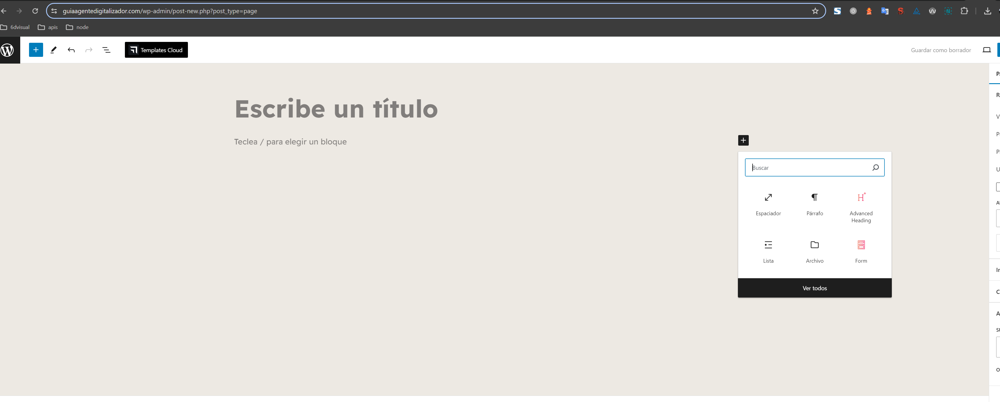 guiaagentedigitalizador.com/wp-admin/post-new.php?post_type=page
6dvisual
apis
node
Templates Cloud
Guardar como borrador
Escribe un título
Teclea / para elegir un bloque
Buscar
Espaciador
Párrafo
Advanced
Heading
Lista
Archivo
Form
Ver todos